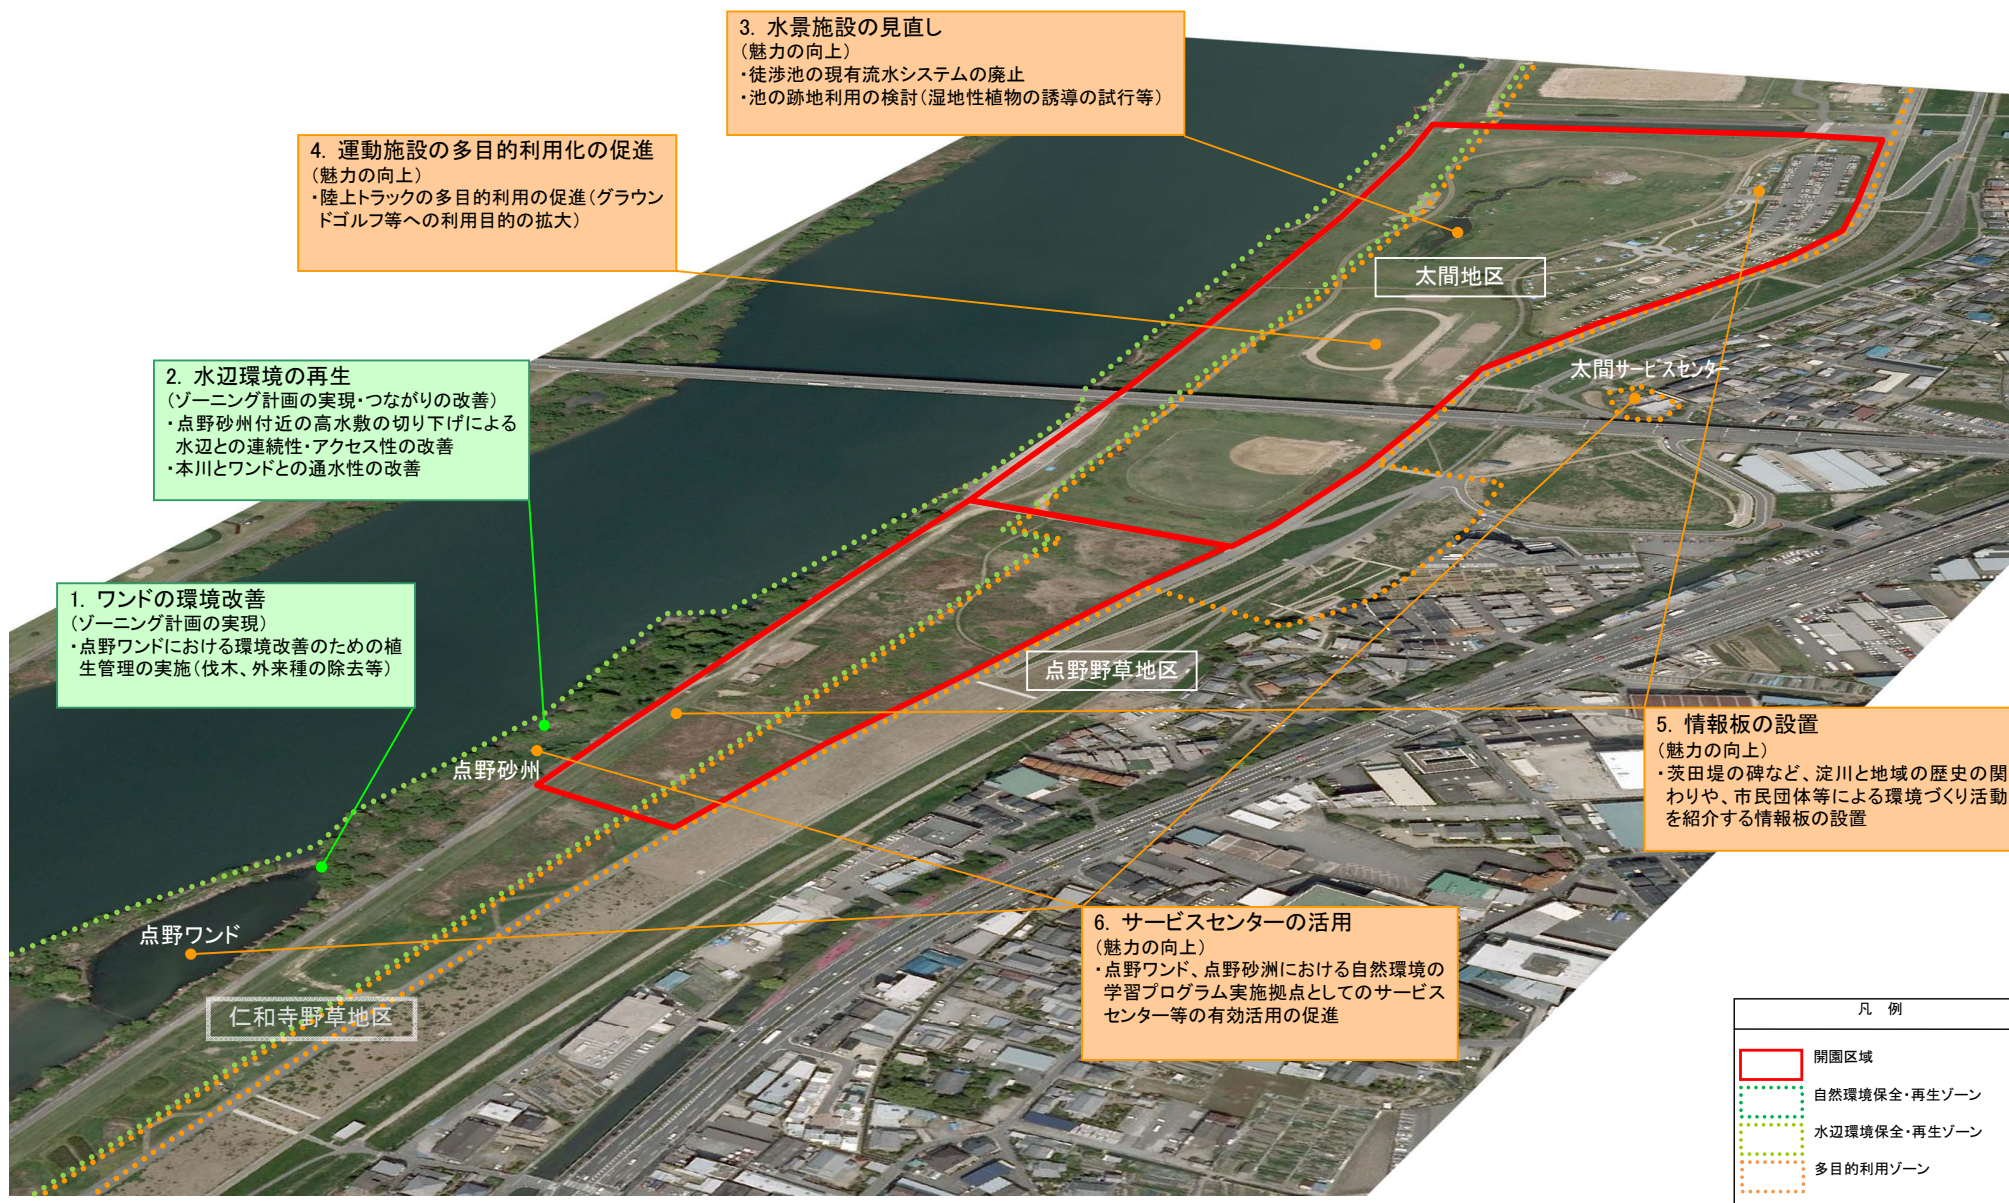 3. 水景施設の見直し
(魅力の向上)
・徒渉池の現有流水システムの廃止
・池の跡地利用の検討(湿地性植物の誘導の試行等)
4. 運動施設の多目的利用化の促進
(魅力の向上)
・陸上トラックの多目的利用の促進(グラウン
ドゴルフ等への利用目的の拡大)
太間地区
2. 水辺環境の再生
(ゾーニング計画の実現・つながりの改善)
・点野砂州付近の高水敷の切り下げによる
水辺との連続性・アクセス性の改善
・本川とワンドとの通水性の改善
太間サービスセンター
1. ワンドの環境改善
(ゾーニング計画の実現)
・点野ワンドにおける環境改善のための植
生管理の実施(伐木、外来種の除去等)
点野野草地区
点野砂州
5. 情報板の設置
(魅力の向上)
・茨田堤の碑など、淀川と地域の歴史の関
わりや、市民団体等による環境づくり活動
を紹介する情報板の設置
点野ワンド
6. サービスセンターの活用
(魅力の向上)
・点野ワンド、点野砂洲における自然環境の
学習プログラム実施拠点としてのサービス
センター等の有効活用の促進
仁和寺野草地区
凡 例
開園区域
自然環境保全・再生ゾーン
水辺環境保全・再生ゾーン
多目的利用ゾーン